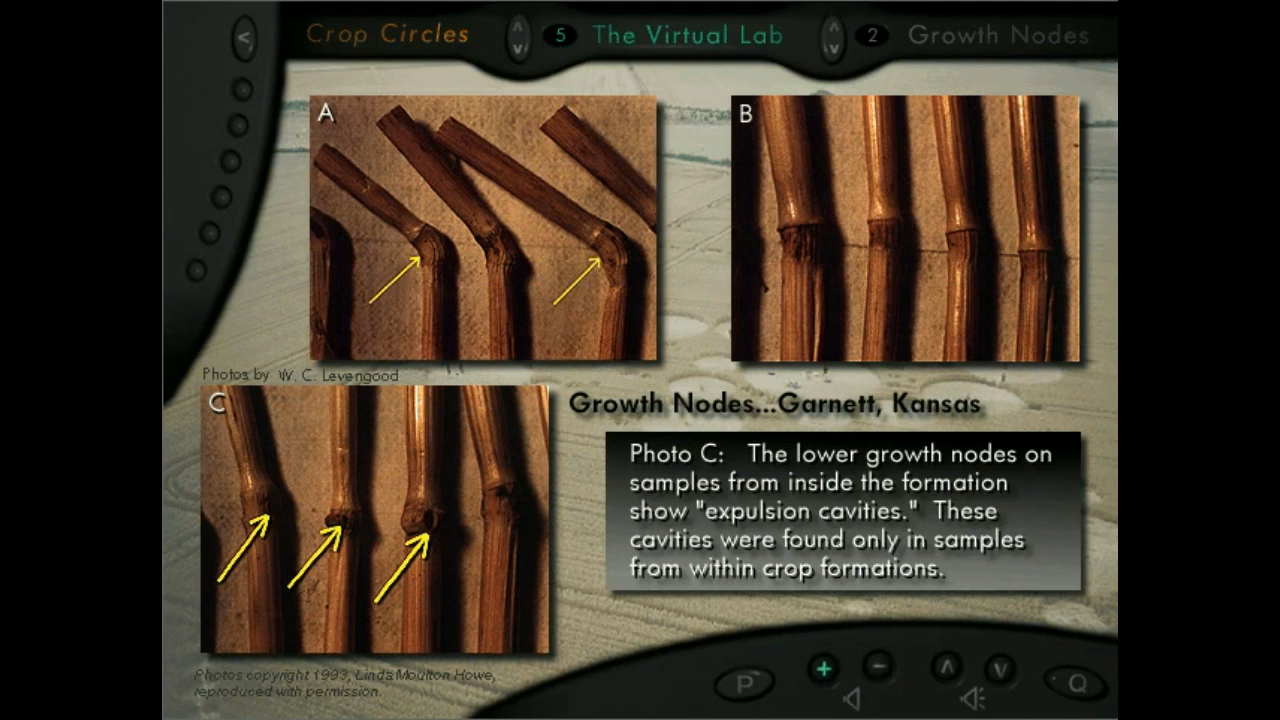 < Crop Circles 5 The Virtual Lab 2 Growth Nodes
A
B
Photos by W. C. Levengood
C
Growth Nodes...Garnett, Kansas
Photo C: The lower growth nodes on
samples from inside the formation
show "expulsion cavities." These
cavities were found only in samples
from within crop formations.
Photos copyright 1993, Linda Moulton Howe,
reproduced with permission.
P + - Λ V Q